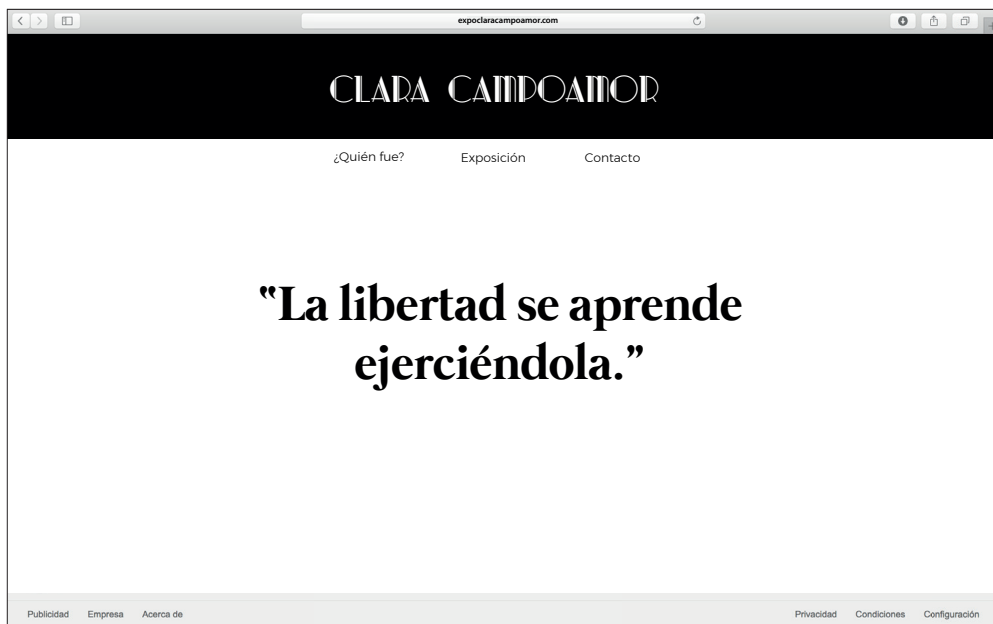 expoclaracampoamor.com
CLARA CAMPOAMOR
¿Quién fue? Exposición Contacto
“La libertad se aprende
ejerciéndola.”
Publicidad Empresa Acerca de Privacidad Condiciones Configuración